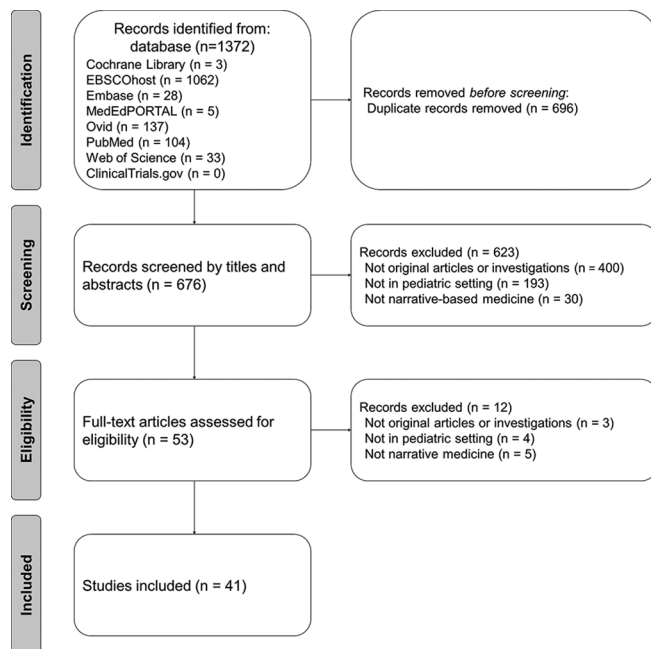 Identification
Records identified from:
database (n=1372)
Cochrane Library (n = 3)
EBSCOhost (n = 1062)
Embase (n = 28)
MedEdPORTAL (n = 5)
Ovid (n = 137)
PubMed (n = 104)
Web of Science (n = 33)
ClinicalTrials.gov (n = 0)
Records removed before screening:
Duplicate records removed (n = 696)
Screening
Records screened by titles and
abstracts (n = 676)
Records excluded (n = 623)
Not original articles or investigations (n = 400)
Not in pediatric setting (n = 193)
Not narrative-based medicine (n = 30)
Eligibility
Full-text articles assessed for
eligibility (n = 53)
Records excluded (n = 12)
Not original articles or investigations (n = 3)
Not in pediatric setting (n = 4)
Not narrative medicine (n = 5)
Included
Studies included (n = 41)